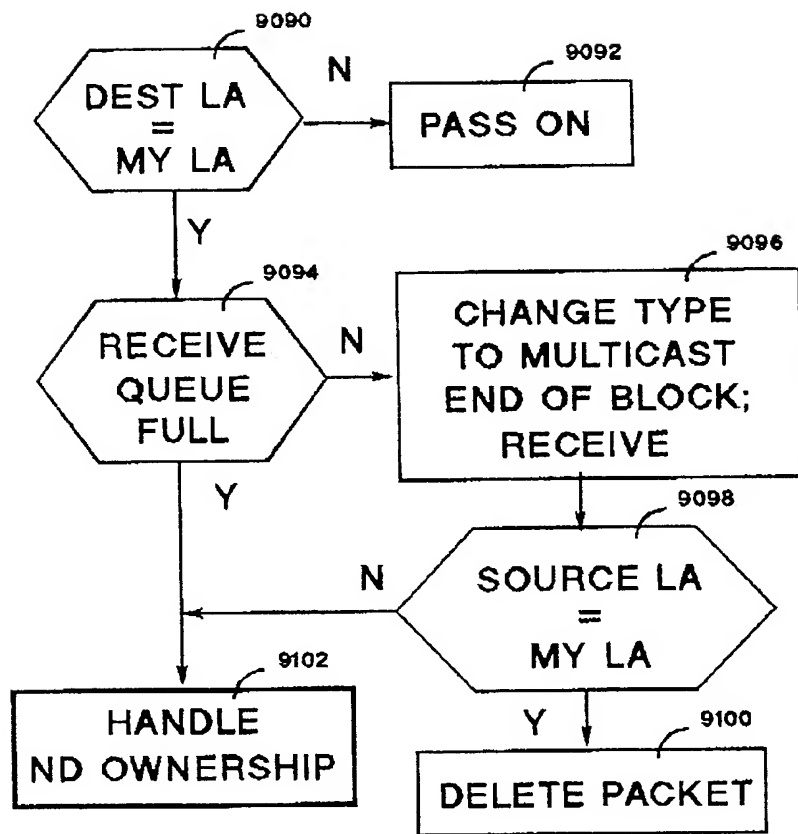 9090
DEST LA
=
MY LA
N
9092
PASS ON
Y
9094
RECEIVE
QUEUE
FULL
N
9096
CHANGE TYPE
TO MULTICAST
END OF BLOCK;
RECEIVE
Y
9098
SOURCE LA
=
MY LA
N
9102
HANDLE
ND OWNERSHIP
Y
9100
DELETE PACKET